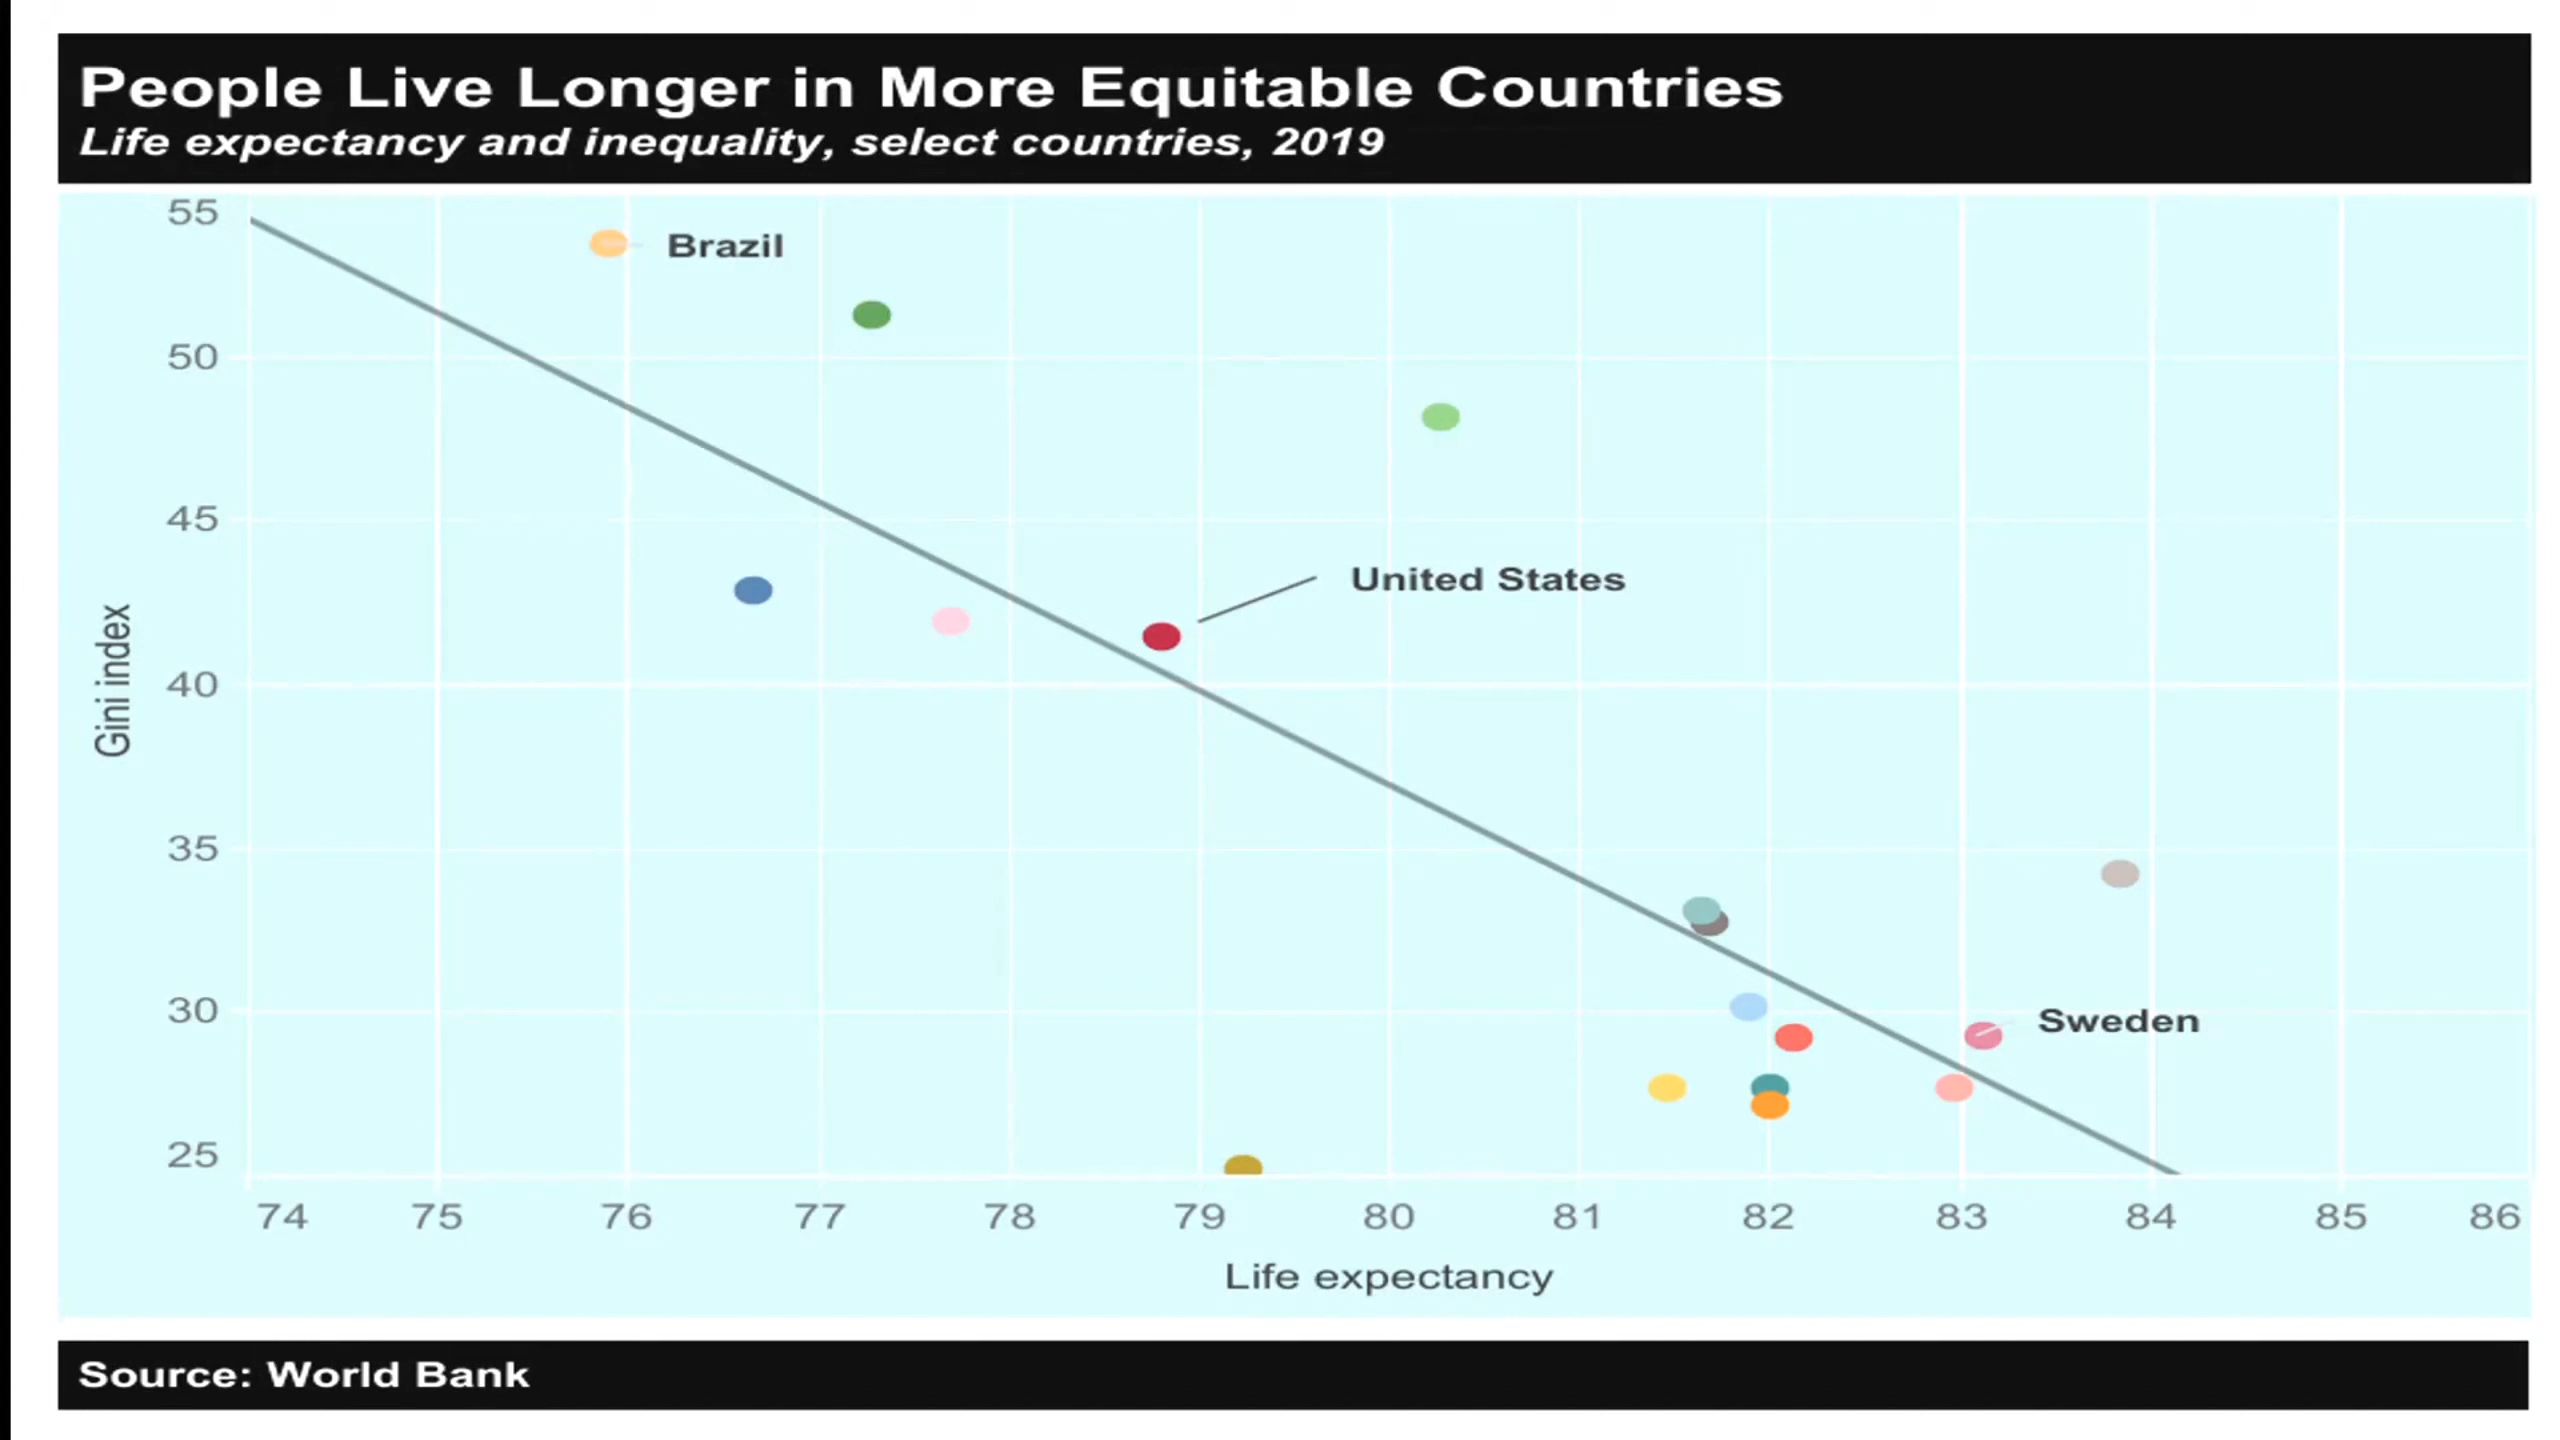 People Live Longer in More Equitable Countries
Life expectancy and inequality, select countries, 2019
55
Brazil
50
45
United States
Gini index
40
35
30
Sweden
25
74 75 76 77 78 79 80 81 82 83 84 85 86
Life expectancy
Source: World Bank